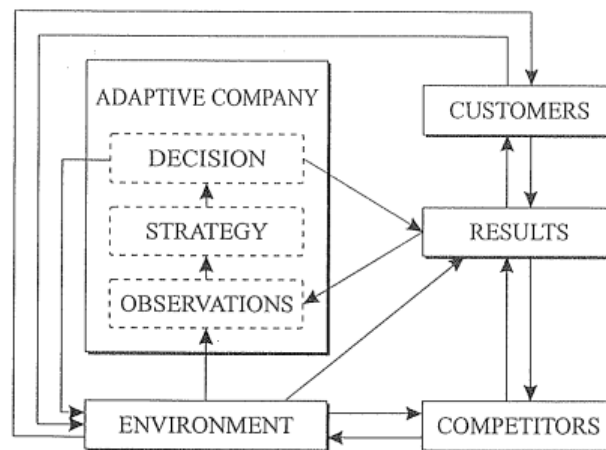 ADAPTIVE COMPANY
DECISION
STRATEGY
OBSERVATIONS
CUSTOMERS
RESULTS
ENVIRONMENT
COMPETITORS